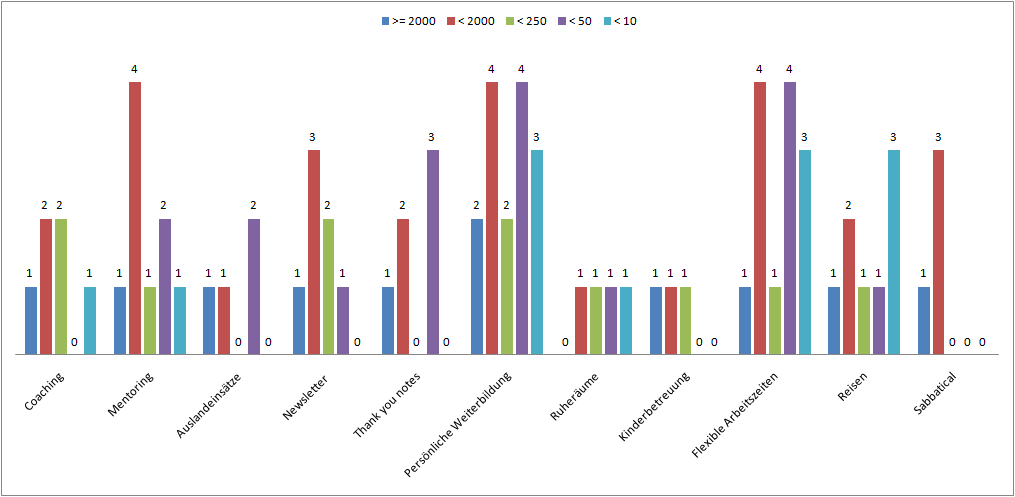 >= 2000 < 2000 < 250 < 50 < 10
1 2 2 0 1
1 4 1 2 1
1 1 0 2 0
1 3 2 1 0
1 2 0 3 0
2 4 2 4 3
0 1 1 1 1
1 1 1 0 0
1 4 1 4 3
1 2 1 1 3
1 3 0 0 0
Coaching
Mentoring
Auslandeinsätze
Newsletter
Thank you notes
Persönliche Weiterbildung
Ruheräume
Kinderbetreuung
Flexible Arbeitszeiten
Reisen
Sabbatical